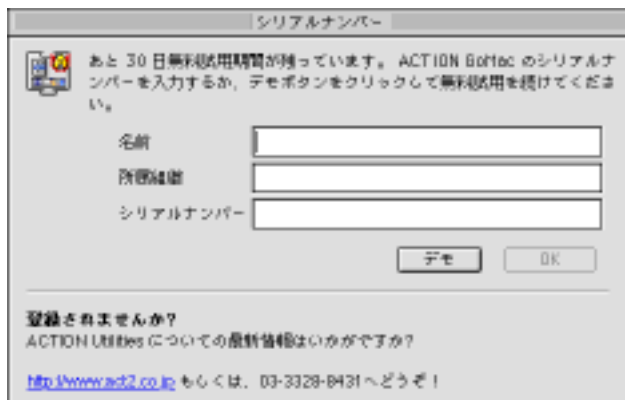 シリアルナンバー
あと 30 日無料試用期間が残っています。 ACTION GoMac のシリアルナ
ンバーを入力するか、デモボタンをクリックして無料試用を続けてくださ
い。
名前
所属組織
シリアルナンバー
デモ
OK
登録されませんか?
ACTION Utilities についての最新情報はいかがですか?
http://www.act2.co.jp もしくは、03-3328-8431へどうぞ!